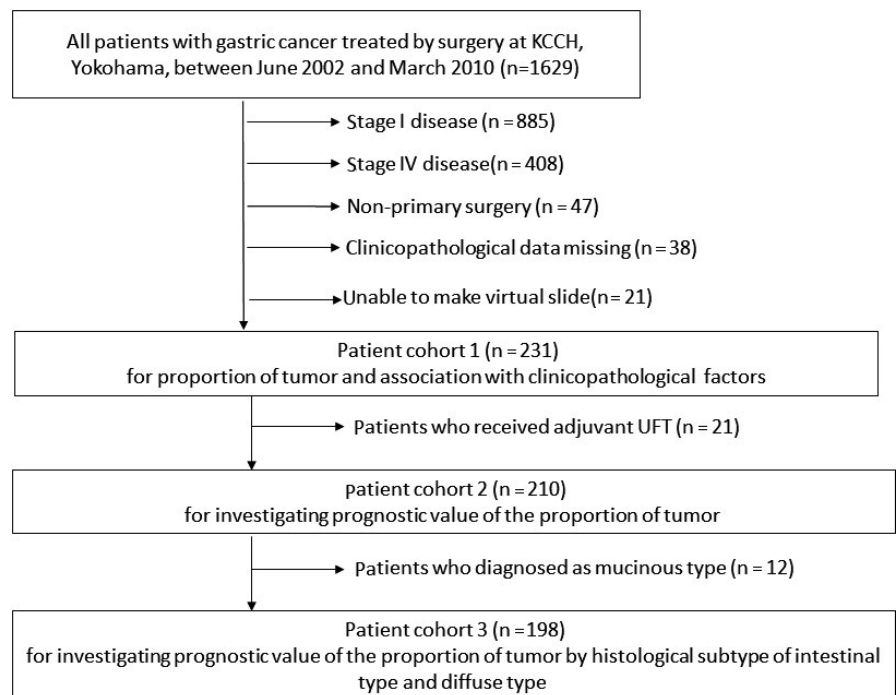 All patients with gastric cancer treated by surgery at KCCH,
Yokohama, between June 2002 and March 2010 (n=1629)
Stage I disease (n = 885)
Stage IV disease(n = 408)
Non-primary surgery (n = 47)
Clinicopathological data missing (n = 38)
Unable to make virtual slide(n = 21)
Patient cohort 1 (n = 231)
for proportion of tumor and association with clinicopathological factors
Patients who received adjuvant UFT (n = 21)
patient cohort 2 (n = 210)
for investigating prognostic value of the proportion of tumor
Patients who diagnosed as mucinous type (n = 12)
Patient cohort 3 (n = 198)
for investigating prognostic value of the proportion of tumor by histological subtype of intestinal
type and diffuse type